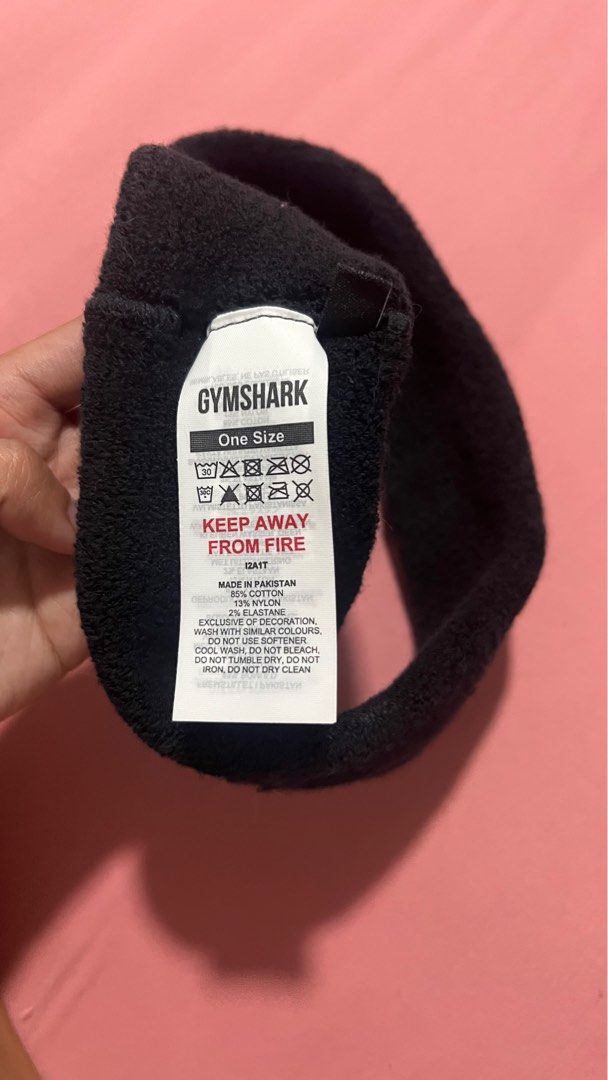 GYMSHARK
One Size
30
30C
KEEP AWAY
FROM FIRE
I2A1T
MADE IN PAKISTAN
85% COTTON
13% NYLON
2% ELASTANE
EXCLUSIVE OF DECORATION,
WASH WITH SIMILAR COLOURS,
DO NOT USE SOFTENER
COOL WASH, DO NOT BLEACH,
DO NOT TUMBLE DRY, DO NOT
IRON, DO NOT DRY CLEAN